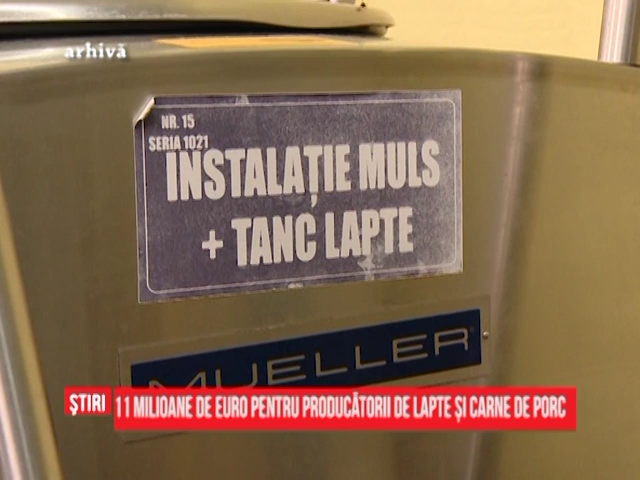 arhivă
NR. 15
SERIA 1021
INSTALAȚIE MULS
+ TANC LAPTE
MUELLER
ȘTIRI
11 MILIOANE DE EURO PENTRU PRODUCĂTORII DE LAPTE ȘI CARNE DE PORC